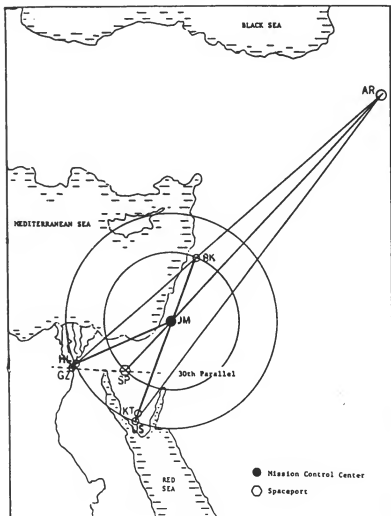 BLACK SEA
AR
MEDITERRANEAN SEA
BK
JM
HL
GZ
SP
30th Parallel
KT
US
RED
SEA
Mission Control Center
Spaceport